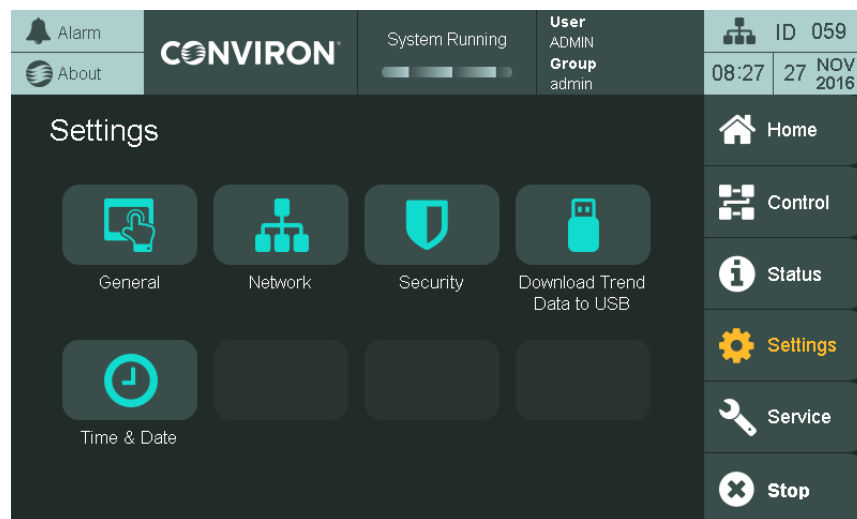 Alarm
About
CONVIRON
System Running
User
ADMIN
Group
admin
ID 059
08:27 27 NOV
2016
Settings
General
Network
Security
Download Trend
Data to USB
Time & Date
Home
Control
Status
Settings
Service
Stop